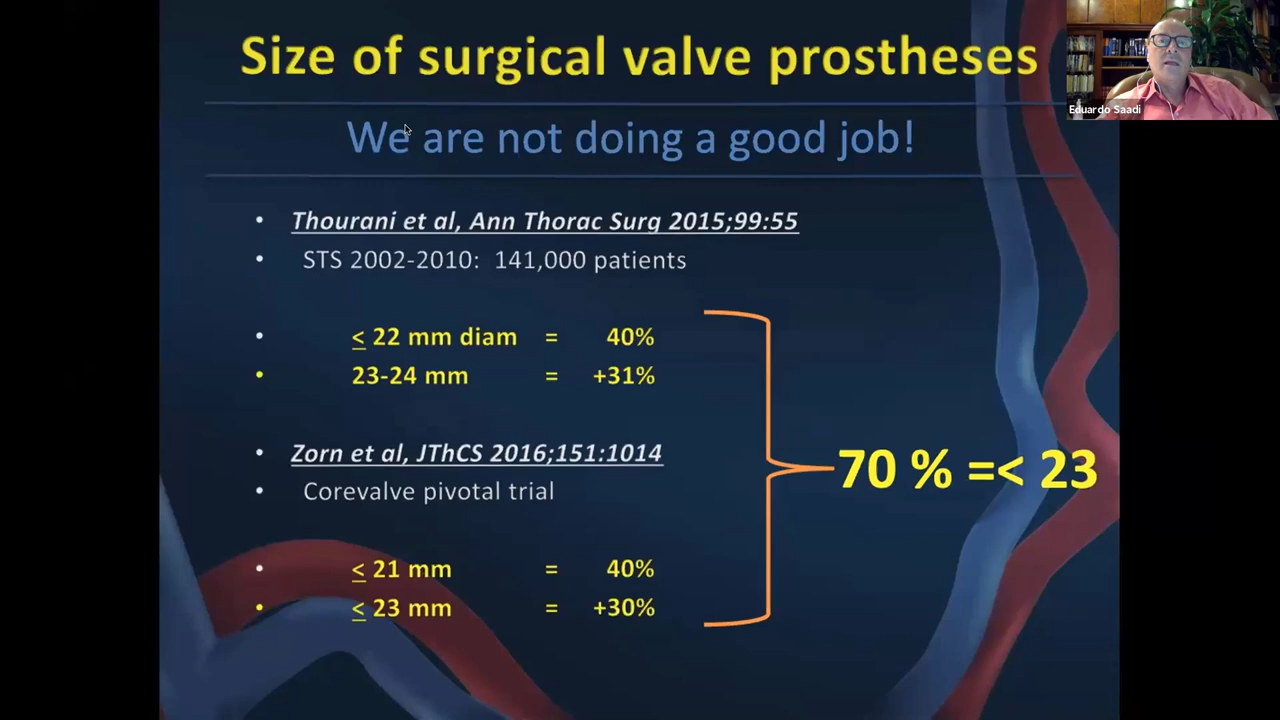 Size of surgical valve prostheses
Eduardo Saadi
We are not doing a good job!
• Thourani et al, Ann Thorac Surg 2015;99:55
• STS 2002-2010: 141,000 patients
• ≤ 22 mm diam = 40%
• 23-24 mm = +31%
• Zorn et al, JThCS 2016;151:1014
70 % =< 23
• Corevalve pivotal trial
• ≤ 21 mm = 40%
• ≤ 23 mm = +30%